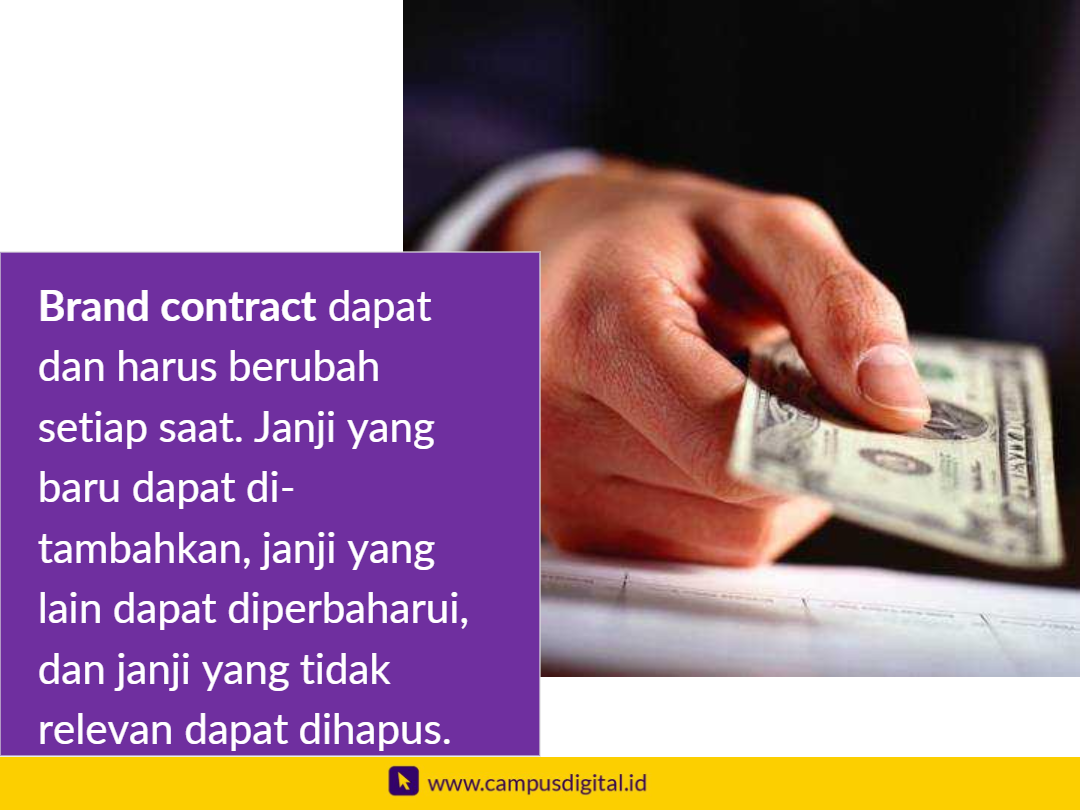 Brand contract dapat
dan harus berubah
setiap saat. Janji yang
baru dapat di-
tambahkan, janji yang
lain dapat diperbaharui,
dan janji yang tidak
relevan dapat dihapus.
www.campusdigital.id